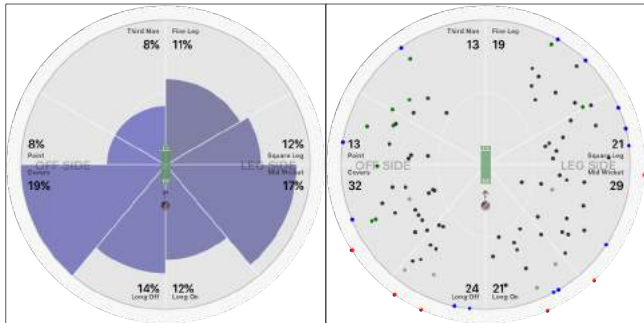 Third Man Fine Leg
8% 11%
8%
Point
OFF SIDE
Covers
19%
12%
Square Leg
LEG SIDE
Mid Wicket
17%
14% 12%
Long Off Long On
Third Man Fine Leg
13 19
13
Point
OFF SIDE
Covers
32
21
Square Leg
LEG SIDE
Mid Wicket
29
24 21*
Long Off Long On